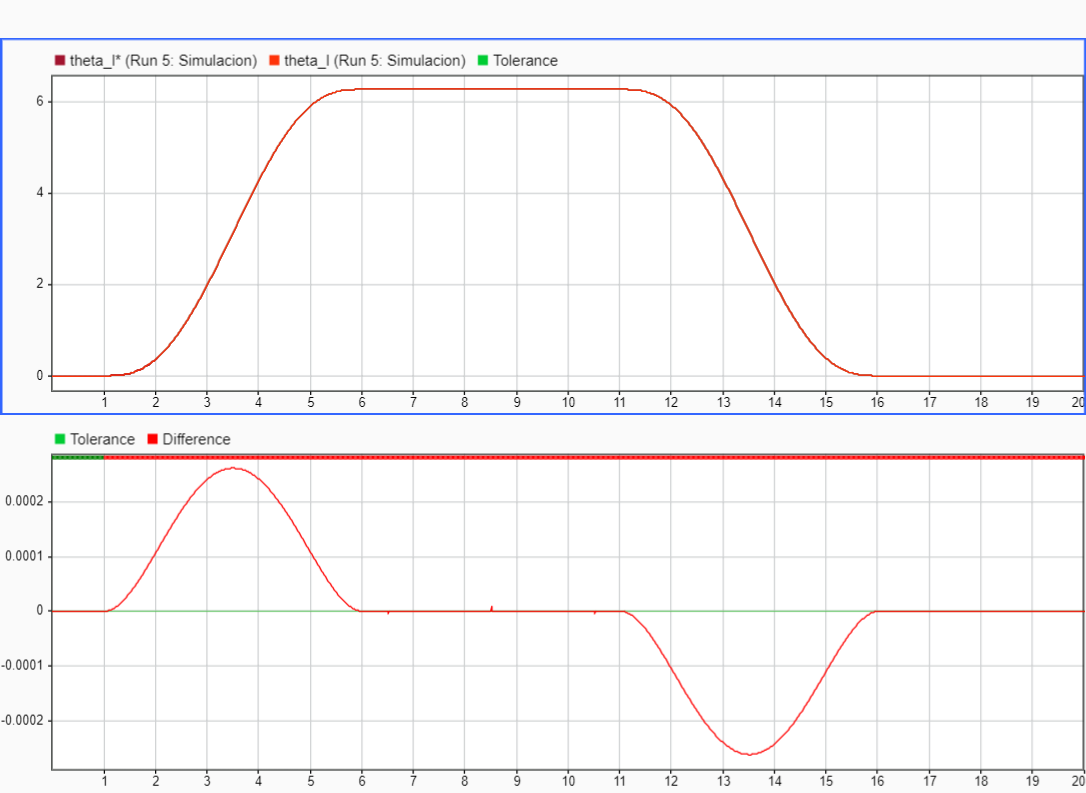 theta_l* (Run 5: Simulacion) theta_l (Run 5: Simulacion) Tolerance
6
4
2
0
1 2 3 4 5 6 7 8 9 10 11 12 13 14 15 16 17 18 19 20
Tolerance Difference
0.0002
0.0001
0
-0.0001
-0.0002
1 2 3 4 5 6 7 8 9 10 11 12 13 14 15 16 17 18 19 20